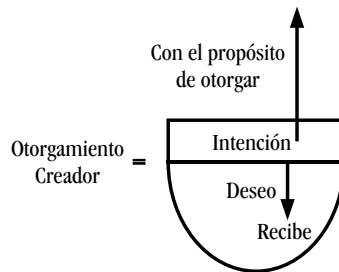 Con el propósito
de otorgar
Otorgamiento
Creador
=
Intención
Deseo
Recibe